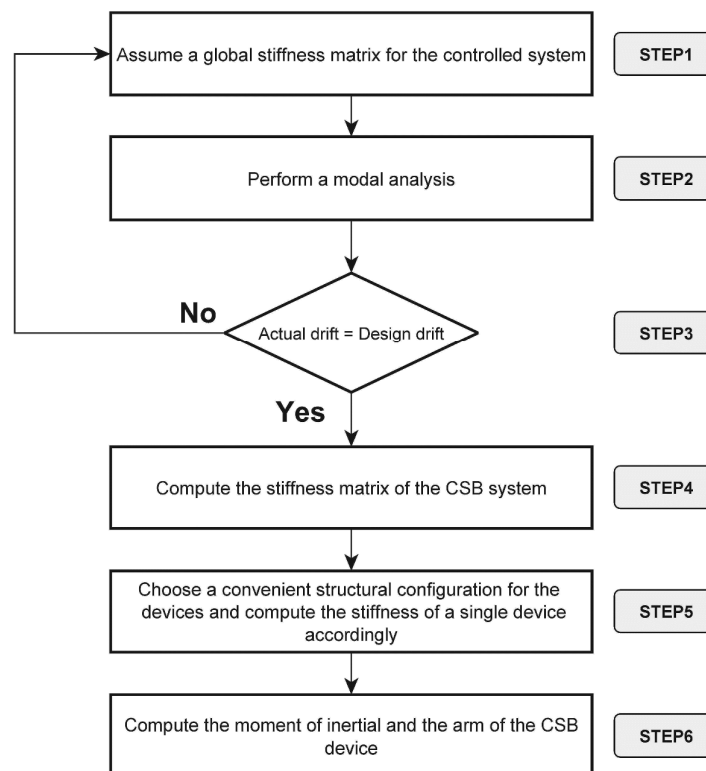 Assume a global stiffness matrix for the controlled system
STEP1
Perform a modal analysis
STEP2
No
Actual drift = Design drift
STEP3
Yes
Compute the stiffness matrix of the CSB system
STEP4
Choose a convenient structural configuration for the
devices and compute the stiffness of a single device
accordingly
STEP5
Compute the moment of inertial and the arm of the CSB
device
STEP6